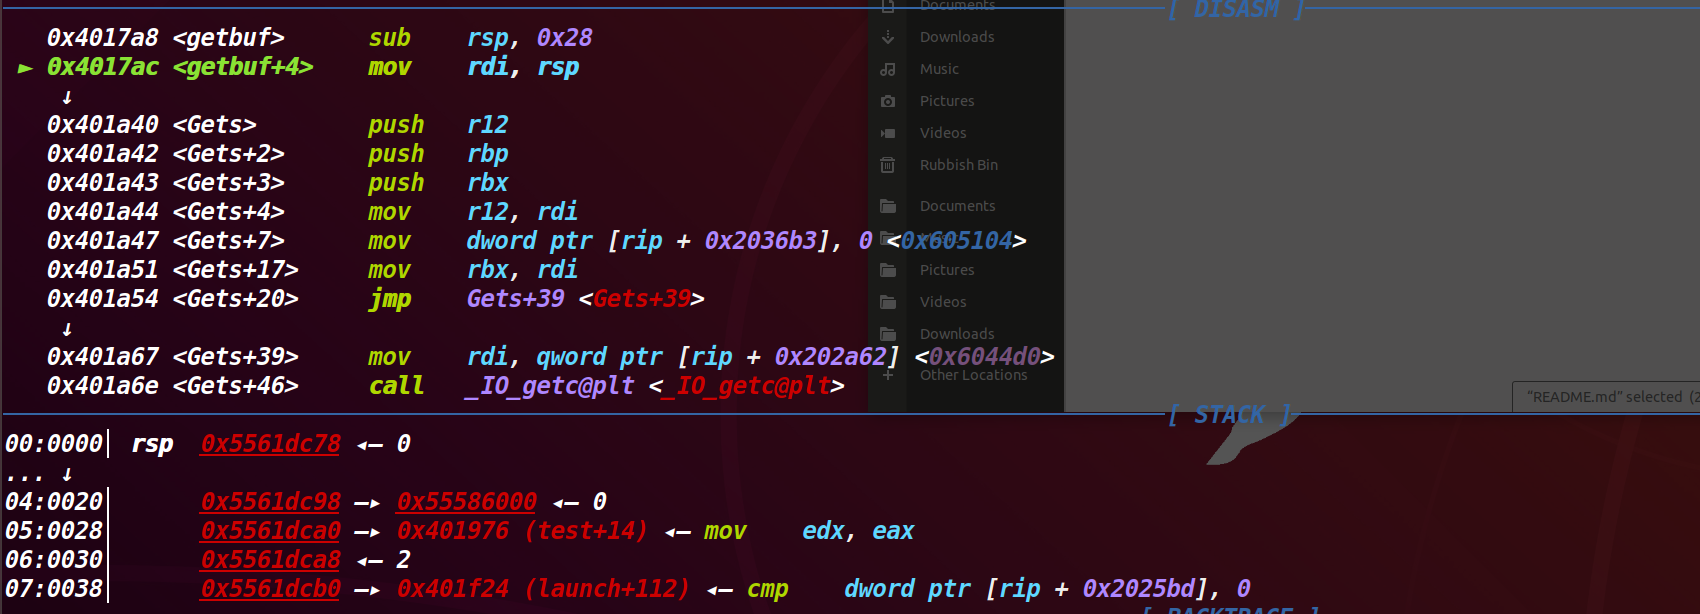 Documents
[ DISASM ]
0x4017a8 <getbuf> sub rsp, 0x28
Downloads
► 0x4017ac <getbuf+4> mov rdi, rsp
Music
↓
Pictures
0x401a40 <Gets> push r12
Videos
0x401a42 <Gets+2> push rbp
Rubbish Bin
0x401a43 <Gets+3> push rbx
0x401a44 <Gets+4> mov r12, rdi
Documents
0x401a47 <Gets+7> mov dword ptr [rip + 0x2036b3], 0 <0x605104>
0x401a51 <Gets+17> mov rbx, rdi
Pictures
0x401a54 <Gets+20> jmp Gets+39 <Gets+39>
Videos
↓
Downloads
0x401a67 <Gets+39> mov rdi, qword ptr [rip + 0x202a62] <0x6044d0>
0x401a6e <Gets+46> call _IO_getc@plt <_IO_getc@plt>
+ Other Locations
"README.md" selected (2
[ STACK ]
00:0000│ rsp 0x5561dc78 ◂— 0
... ↓
04:0020│ 0x5561dc98 —▸ 0x55586000 ◂— 0
05:0028│ 0x5561dca0 —▸ 0x401976 (test+14) ◂— mov edx, eax
06:0030│ 0x5561dca8 ◂— 2
07:0038│ 0x5561dcb0 —▸ 0x401f24 (launch+112) ◂— cmp dword ptr [rip + 0x2025bd], 0
[ BACKTRACE ]